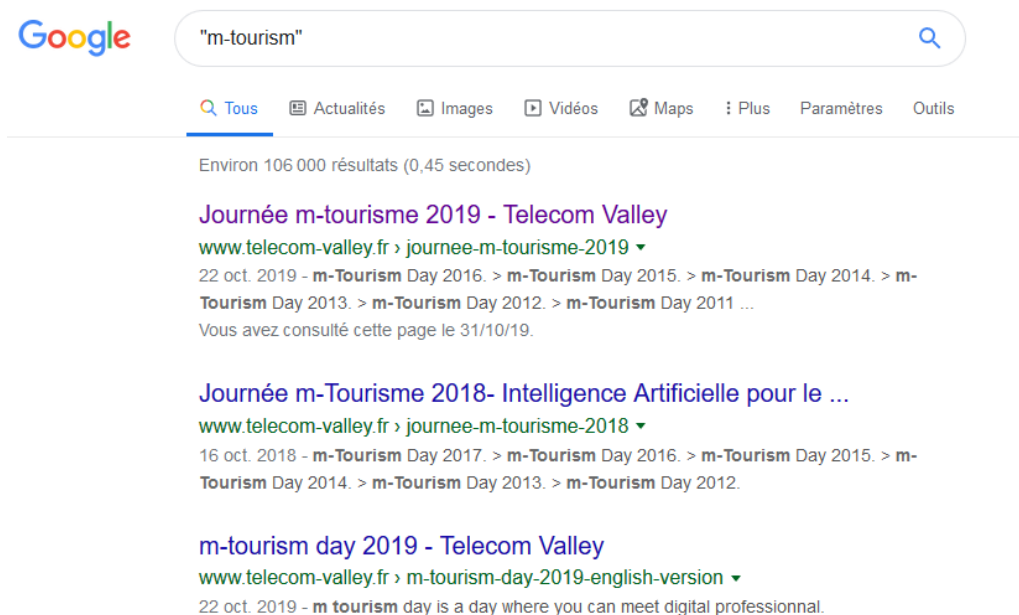 Google
"m-tourism"
Tous Actualités Images Vidéos Maps Plus Paramètres Outils
Environ 106 000 résultats (0,45 secondes)
Journée m-tourisme 2019 - Telecom Valley
www.telecom-valley.fr › journee-m-tourisme-2019
22 oct. 2019 - m-Tourism Day 2016. > m-Tourism Day 2015. > m-Tourism Day 2014. > m-
Tourism Day 2013. > m-Tourism Day 2012. > m-Tourism Day 2011 ...
Vous avez consulté cette page le 31/10/19.
Journée m-Tourisme 2018- Intelligence Artificielle pour le ...
www.telecom-valley.fr › journee-m-tourisme-2018
16 oct. 2018 - m-Tourism Day 2017. > m-Tourism Day 2016. > m-Tourism Day 2015. > m-
Tourism Day 2014. > m-Tourism Day 2013. > m-Tourism Day 2012.
m-tourism day 2019 - Telecom Valley
www.telecom-valley.fr › m-tourism-day-2019-english-version
22 oct. 2019 - m tourism day is a day where you can meet digital professionnal.